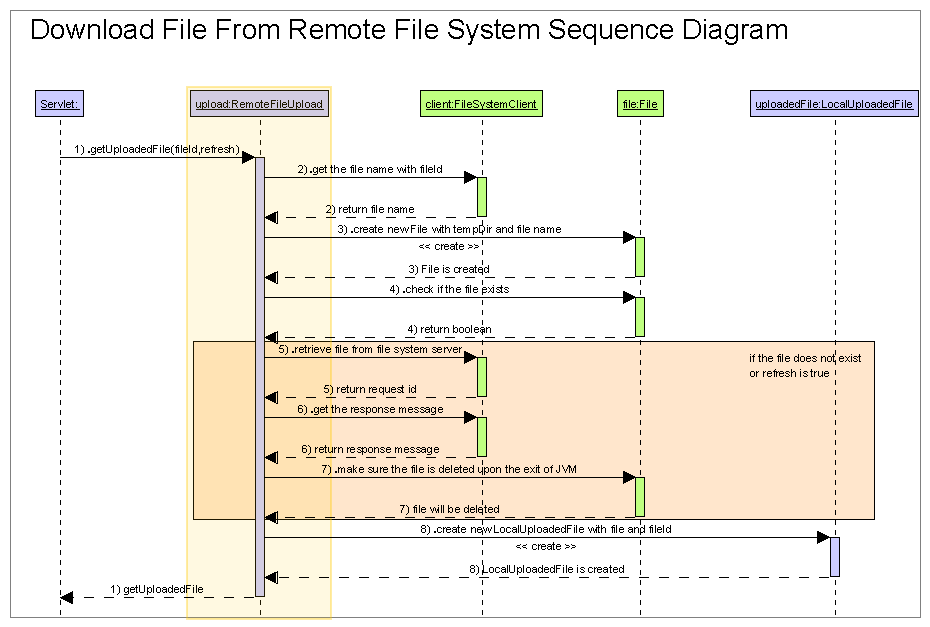 Download File From Remote File System Sequence Diagram
Servlet:
upload:RemoteFileUpload
client:FileSystemClient
file:File
uploadedFile:LocalUploadedFile
1) .getUploadedFile(fileId,refresh)
2) .get the file name with fileId
2) return file name
3) .create new File with tempDir and file name
<< create >>
3) File is created
4) .check if the file exists
4) return boolean
5) .retrieve file from file system server
if the file does not exist
or refresh is true
5) return request id
6) .get the response message
6) return response message
7) .make sure the file is deleted upon the exit of JVM
7) file will be deleted
8) .create new LocalUploadedFile with file and fileId
<< create >>
8) LocalUploadedFile is created
1) getUploadedFile